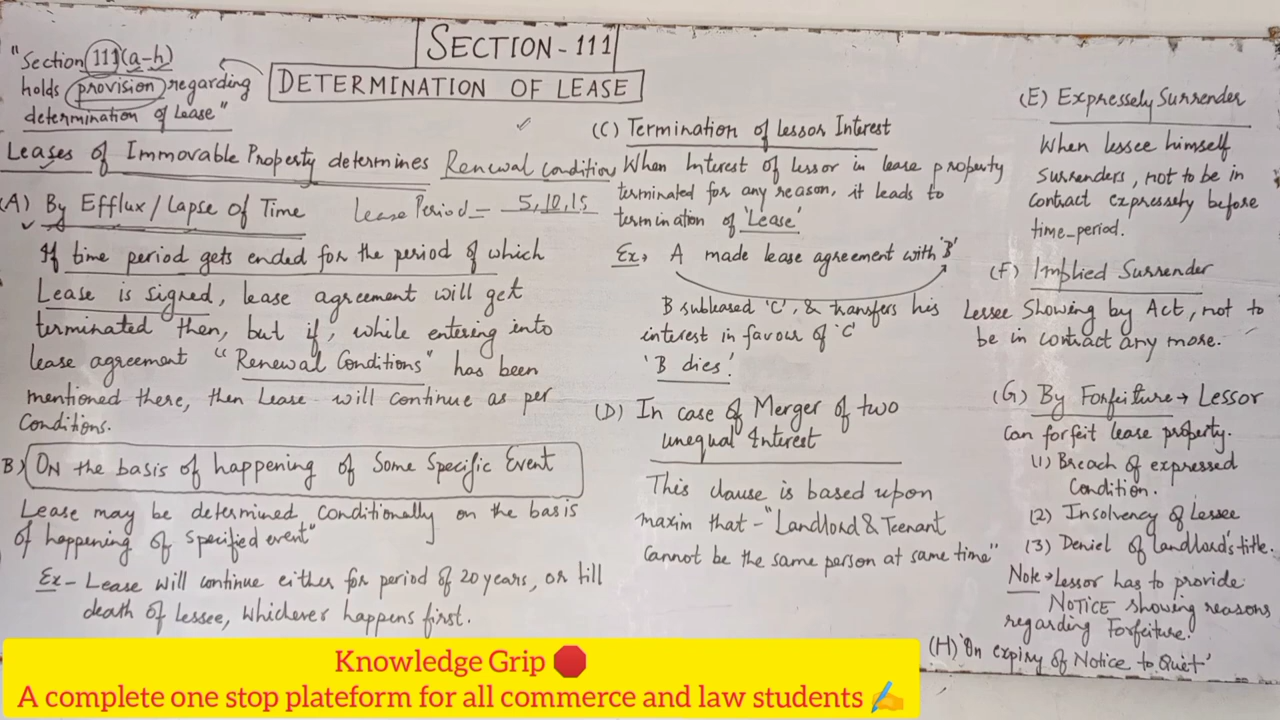 SECTION-111
DETERMINATION OF LEASE
"Section 111(a-h)
holds provision regarding
determination of Lease"
Leases of Immovable Property determines
Renewal condition
(A) By Efflux/Lapse of Time
Lease Period = 5,10,15
If time period gets ended for the period of which
Lease is signed, lease agreement will get
terminated then, but if, while entering into
lease agreement "Renewal Conditions" has been
mentioned there, then Lease will continue as per
Conditions.
B) ON the basis of happening of Some Specific Event
Lease may be determined Conditionally on the basis
of happening of specified event"
Ex- Lease will continue either for period of 20 years, or till
death of lessee, whichever happens first.
(C) Termination of lessor Interest
When Interest of lessor in lease property
terminated for any reason, it leads to
termination of 'Lease'
Ex→ A made lease agreement with 'B'
B subleased 'C', & transfers his
interest in favour of 'C'
'B dies'.
(D) In case of Merger of two
unequal Interest
This clause is based upon
maxim that - "Landlord & Teenant
cannot be the same person at same time"
(E) Expressely Surrender
When lessee himself
surrenders, not to be in
contract expressely before
time-period.
(F) Implied Surrender
Lessee Showing by Act, not to
be in contract any more.
(G) By Forfeiture → Lessor
can forfeit lease property.
(1) Breach of expressed
Condition.
(2) Insolvency of Lessee
(3) Deniel of landlord's title.
Note → Lessor has to provide
NOTICE showing reasons
regarding Forfeiture.
(H) 'On expiry of Notice to Quit'
Knowledge Grip 🛑
A complete one stop plateform for all commerce and law students ✍️